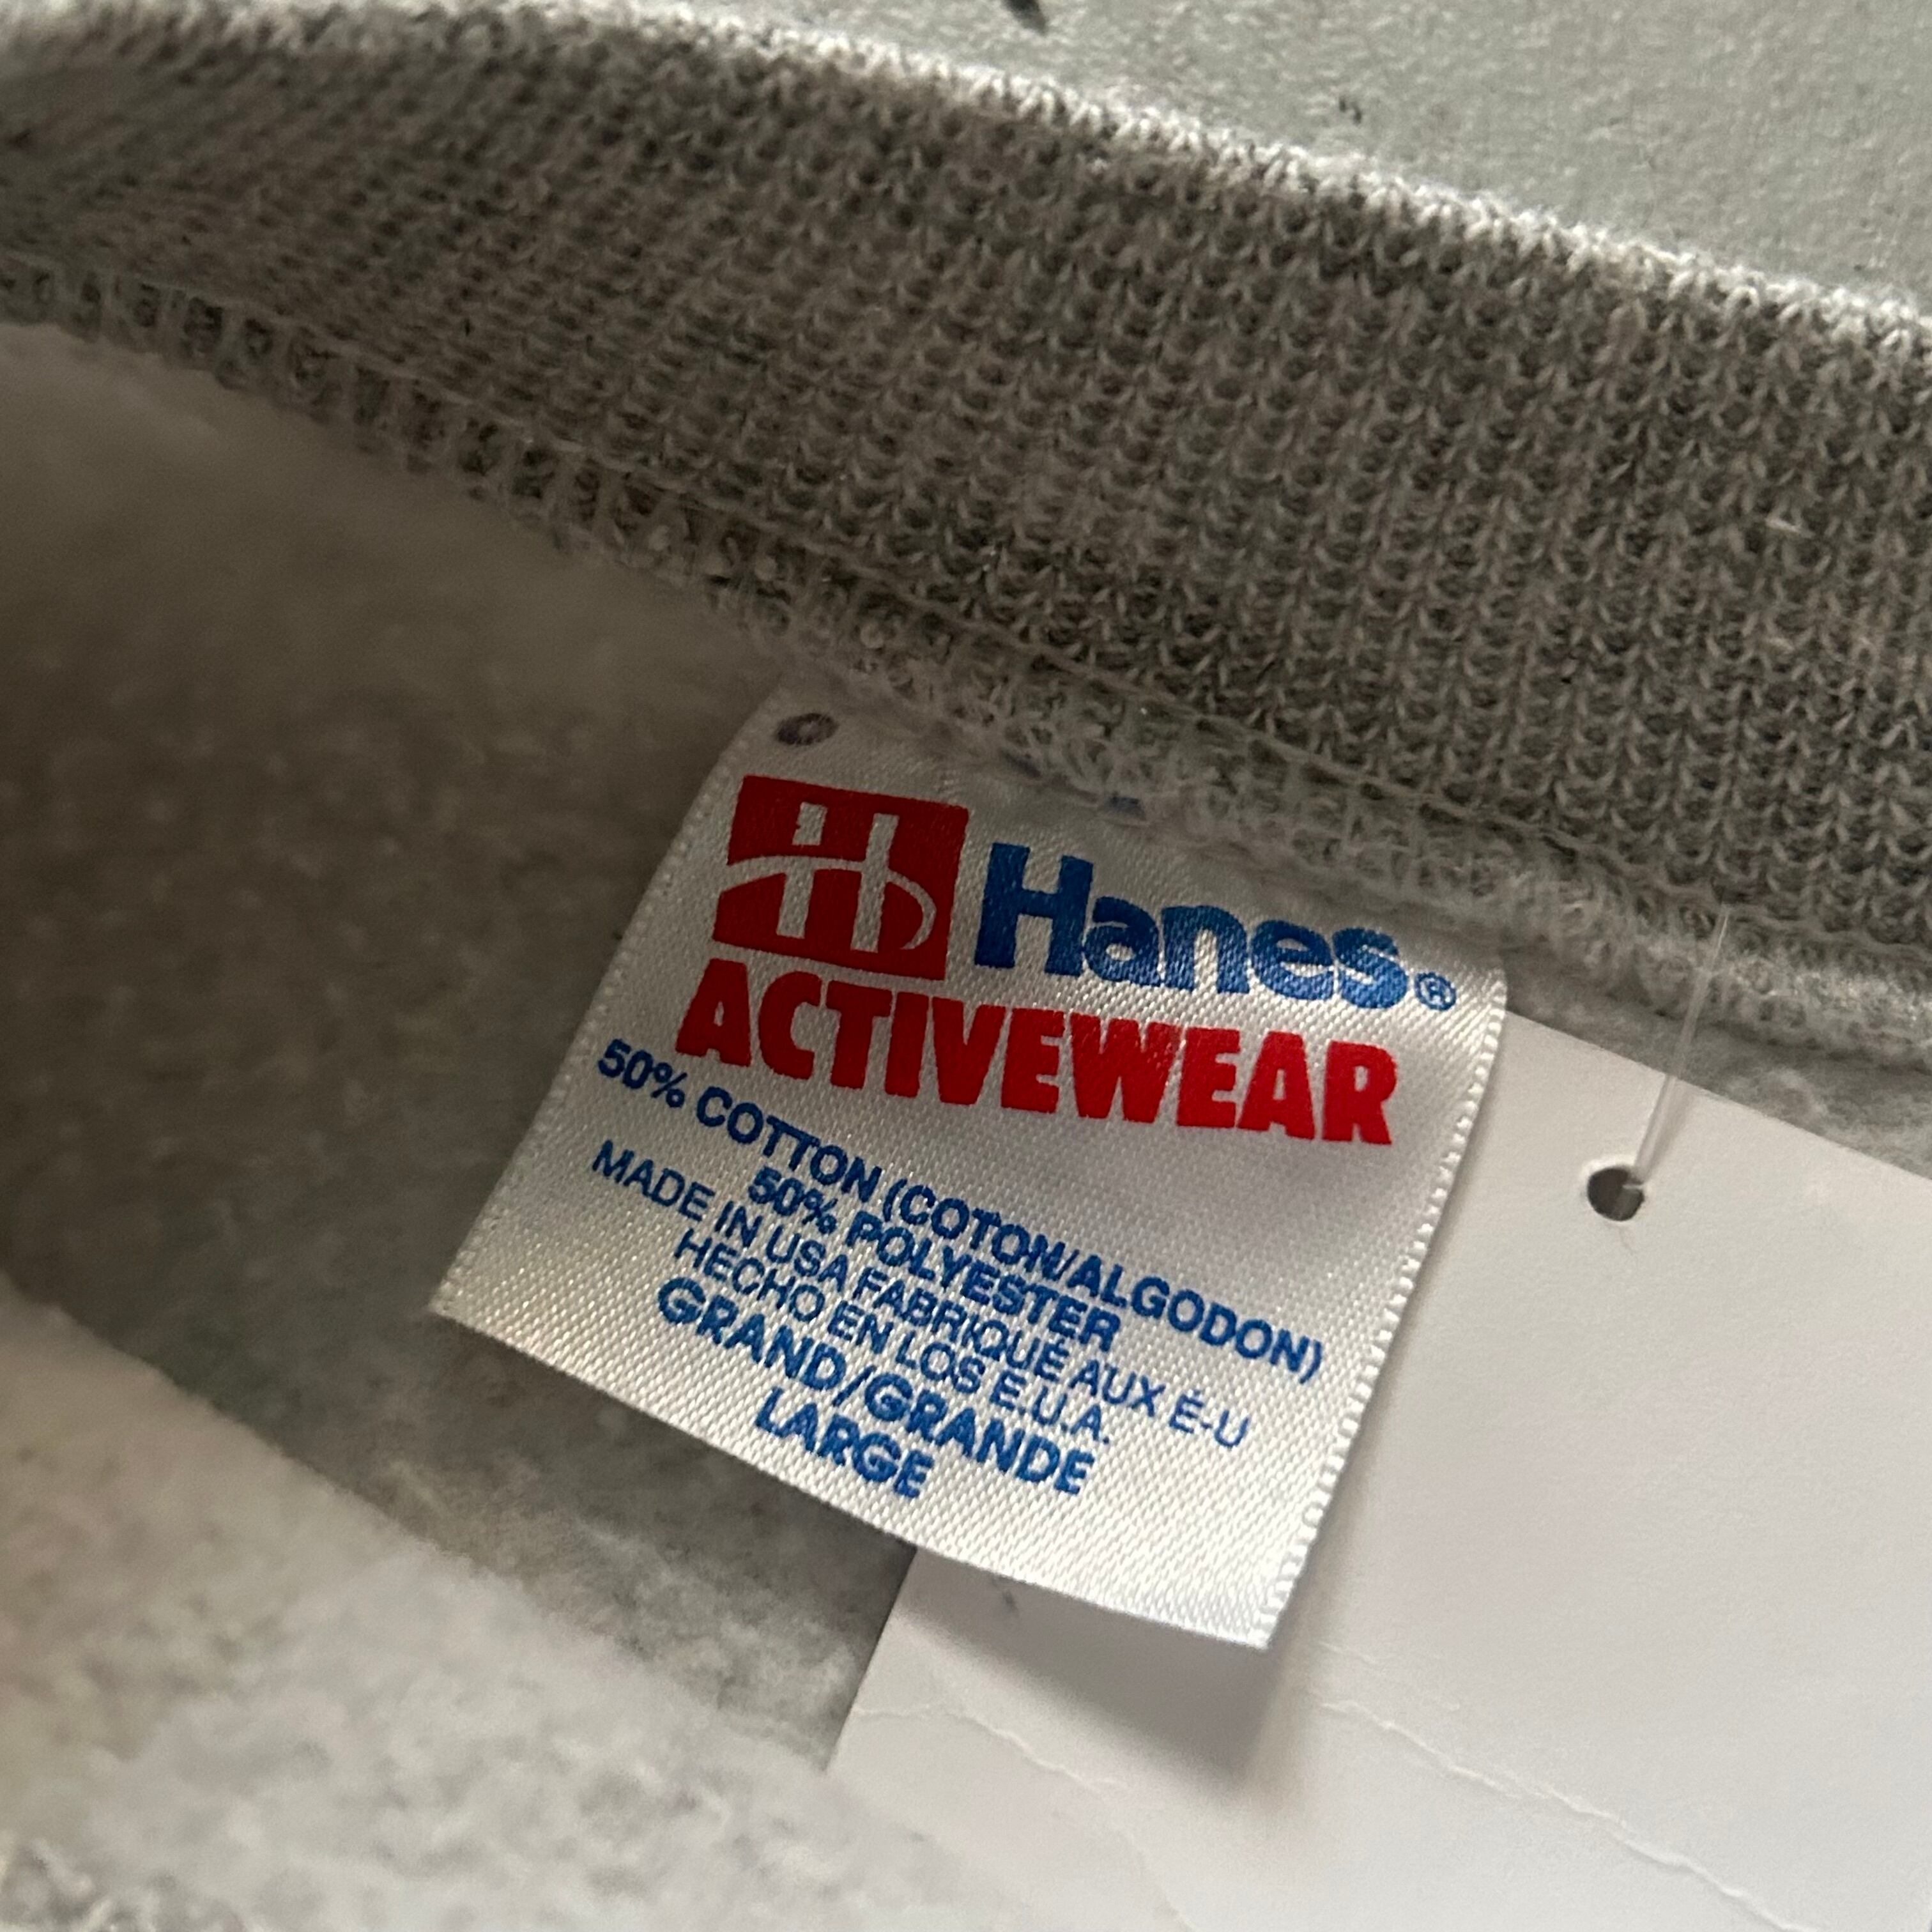 H Hanes®
ACTIVEWEAR
50% COTTON (COTON/ALGODON)
50% POLYESTER
MADE IN USA FABRIQUÉ AUX É-U
HECHO EN LOS E.U.A.
GRAND/GRANDE
LARGE